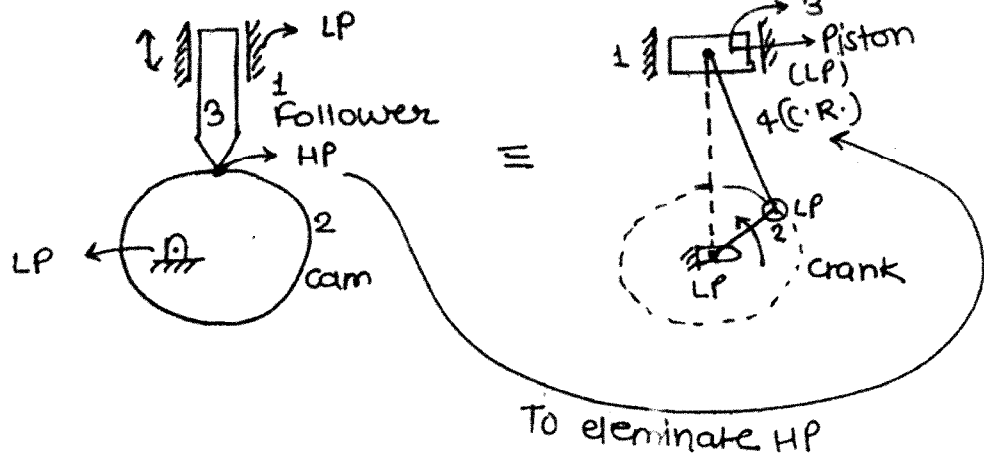 LP
1
3
Follower
HP
2
LP
Cam
≡
3
1
Piston
(LP)
4(C.R.)
LP
2
Crank
LP
To eleminate HP